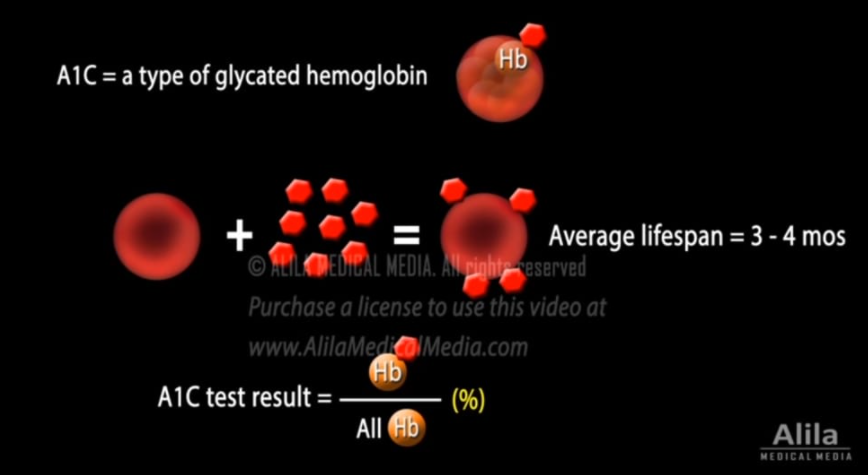 Hb
A1C = a type of glycated hemoglobin
+
=
Average lifespan = 3 - 4 mos
© ALILA MEDICAL MEDIA. All rights reserved
Purchase a license to use this video at
www.AlilaMedicalMedia.com
Hb
A1C test result =
(%)
All Hb
Alila
MEDICAL MEDIA